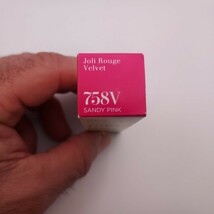 Joli Rouge
Velvet
758V
SANDY PINK